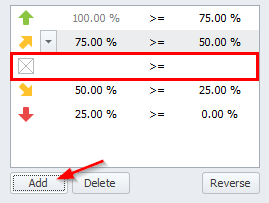 100.00 % >= 75.00 %
75.00 % >= 50.00 %
>=
50.00 % >= 25.00 %
25.00 % >= 0.00 %
Add Delete Reverse